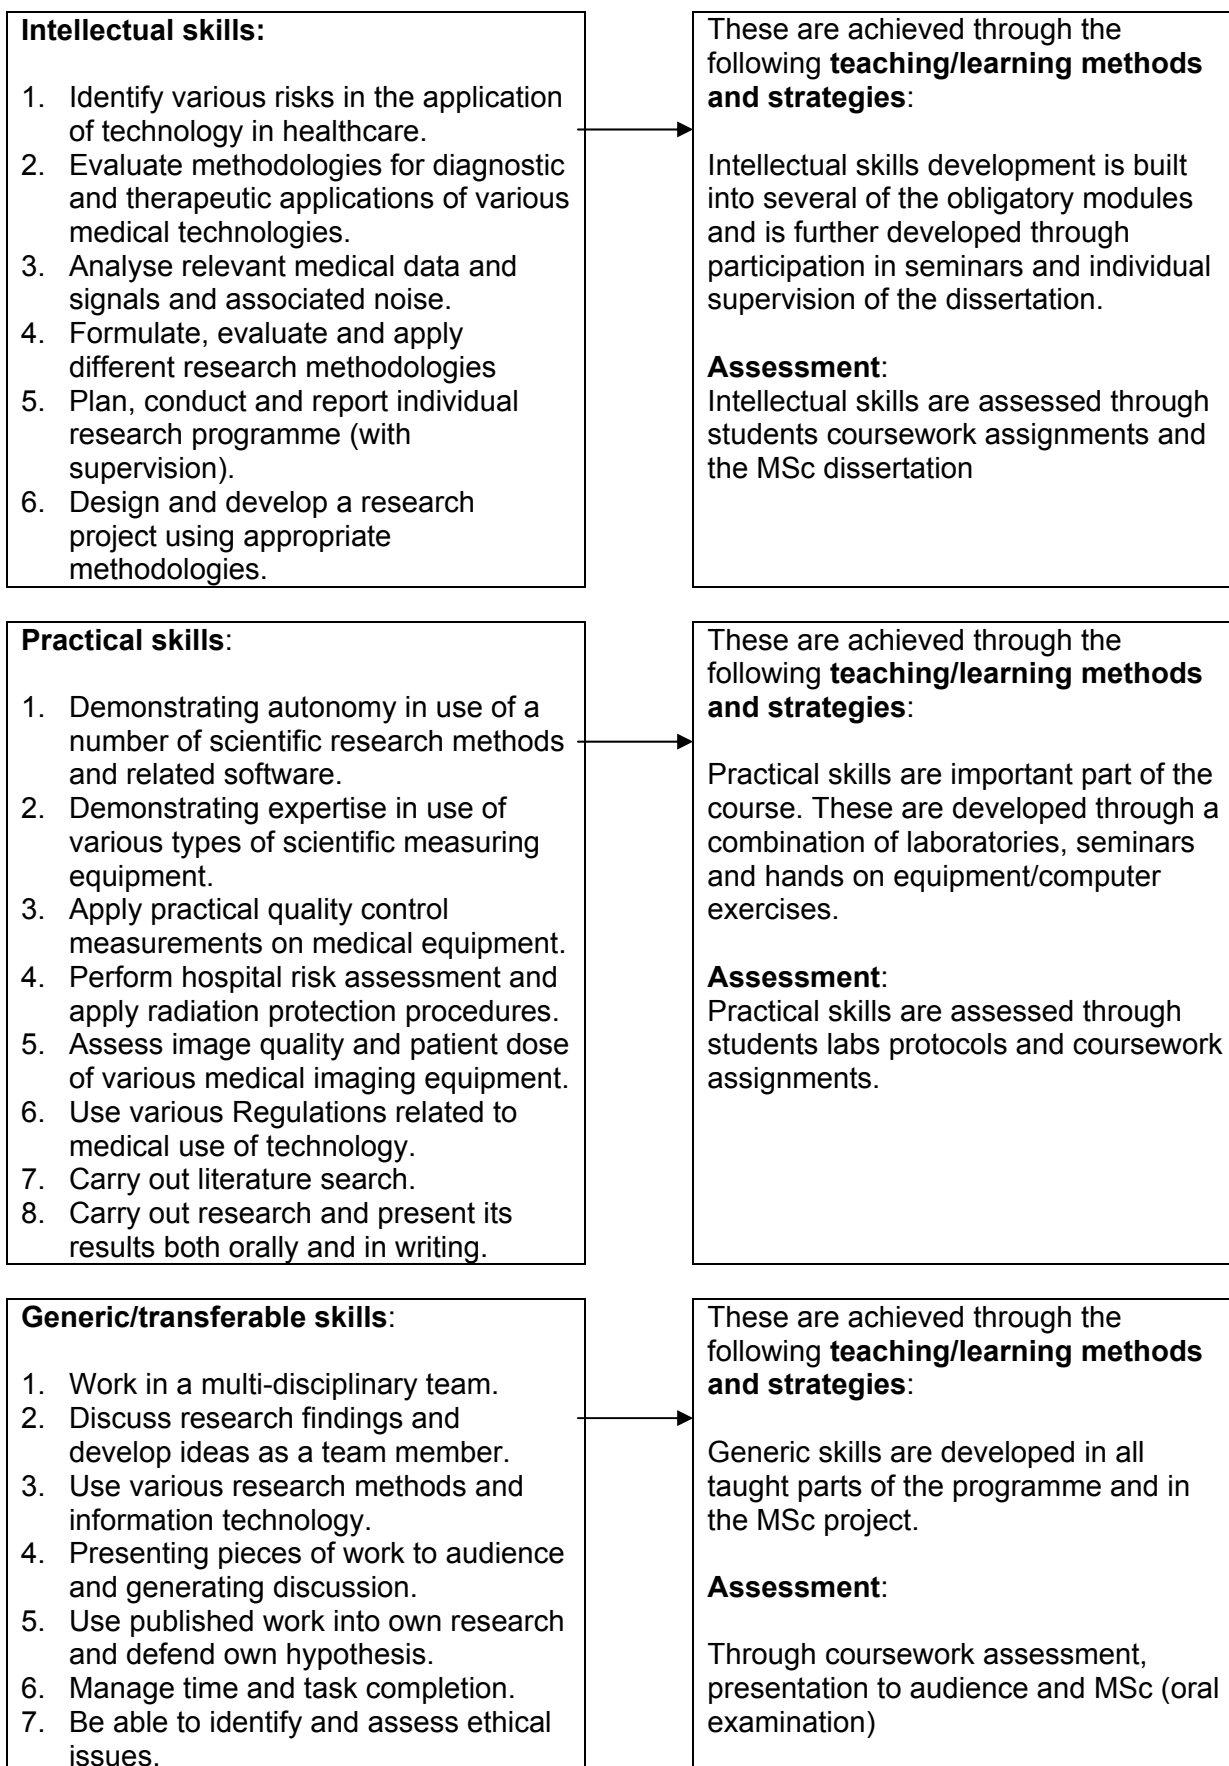 Intellectual skills:
1. Identify various risks in the application
of technology in healthcare.
2. Evaluate methodologies for diagnostic
and therapeutic applications of various
medical technologies.
3. Analyse relevant medical data and
signals and associated noise.
4. Formulate, evaluate and apply
different research methodologies
5. Plan, conduct and report individual
research programme (with
supervision).
6. Design and develop a research
project using appropriate
methodologies.
These are achieved through the
following teaching/learning methods
and strategies:
Intellectual skills development is built
into several of the obligatory modules
and is further developed through
participation in seminars and individual
supervision of the dissertation.
Assessment:
Intellectual skills are assessed through
students coursework assignments and
the MSc dissertation
Practical skills:
1. Demonstrating autonomy in use of a
number of scientific research methods
and related software.
2. Demonstrating expertise in use of
various types of scientific measuring
equipment.
3. Apply practical quality control
measurements on medical equipment.
4. Perform hospital risk assessment and
apply radiation protection procedures.
5. Assess image quality and patient dose
of various medical imaging equipment.
6. Use various Regulations related to
medical use of technology.
7. Carry out literature search.
8. Carry out research and present its
results both orally and in writing.
These are achieved through the
following teaching/learning methods
and strategies:
Practical skills are important part of the
course. These are developed through a
combination of laboratories, seminars
and hands on equipment/computer
exercises.
Assessment:
Practical skills are assessed through
students labs protocols and coursework
assignments.
Generic/transferable skills:
1. Work in a multi-disciplinary team.
2. Discuss research findings and
develop ideas as a team member.
3. Use various research methods and
information technology.
4. Presenting pieces of work to audience
and generating discussion.
5. Use published work into own research
and defend own hypothesis.
6. Manage time and task completion.
7. Be able to identify and assess ethical
issues.
These are achieved through the
following teaching/learning methods
and strategies:
Generic skills are developed in all
taught parts of the programme and in
the MSc project.
Assessment:
Through coursework assessment,
presentation to audience and MSc (oral
examination)